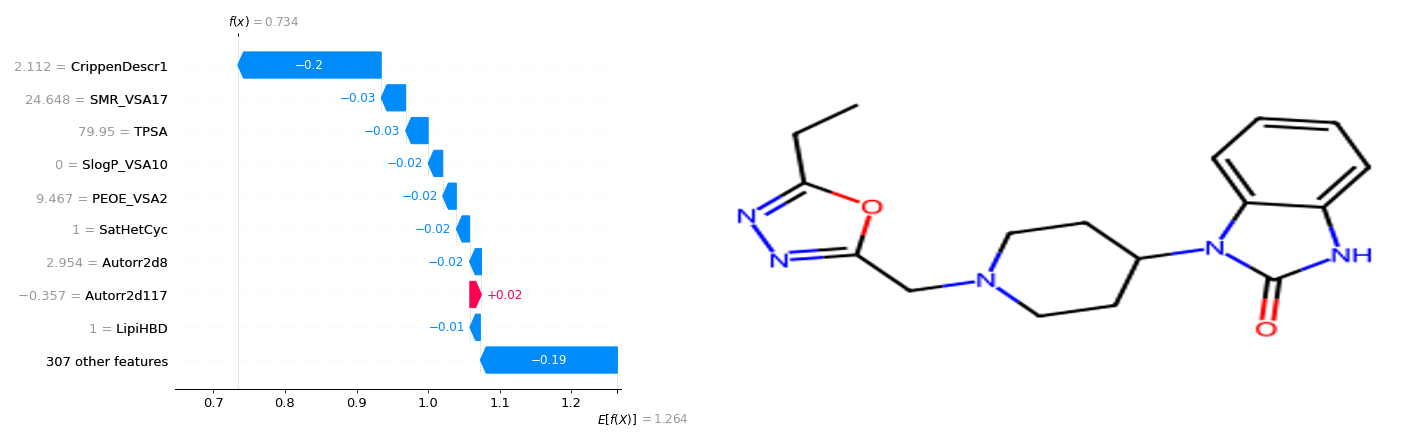 f(x) = 0.734
2.112 = CrippenDescr1
−0.2
24.648 = SMR_VSA17
−0.03
79.95 = TPSA
−0.03
0 = SlogP_VSA10
−0.02
9.467 = PEOE_VSA2
−0.02
1 = SatHetCyc
−0.02
2.954 = Autorr2d8
−0.02
−0.357 = Autorr2d117
+0.02
1 = LipiHBD
−0.01
307 other features
−0.19
0.7 0.8 0.9 1.0 1.1 1.2
E[f(X)] = 1.264
N
O
N
N
N
NH
O